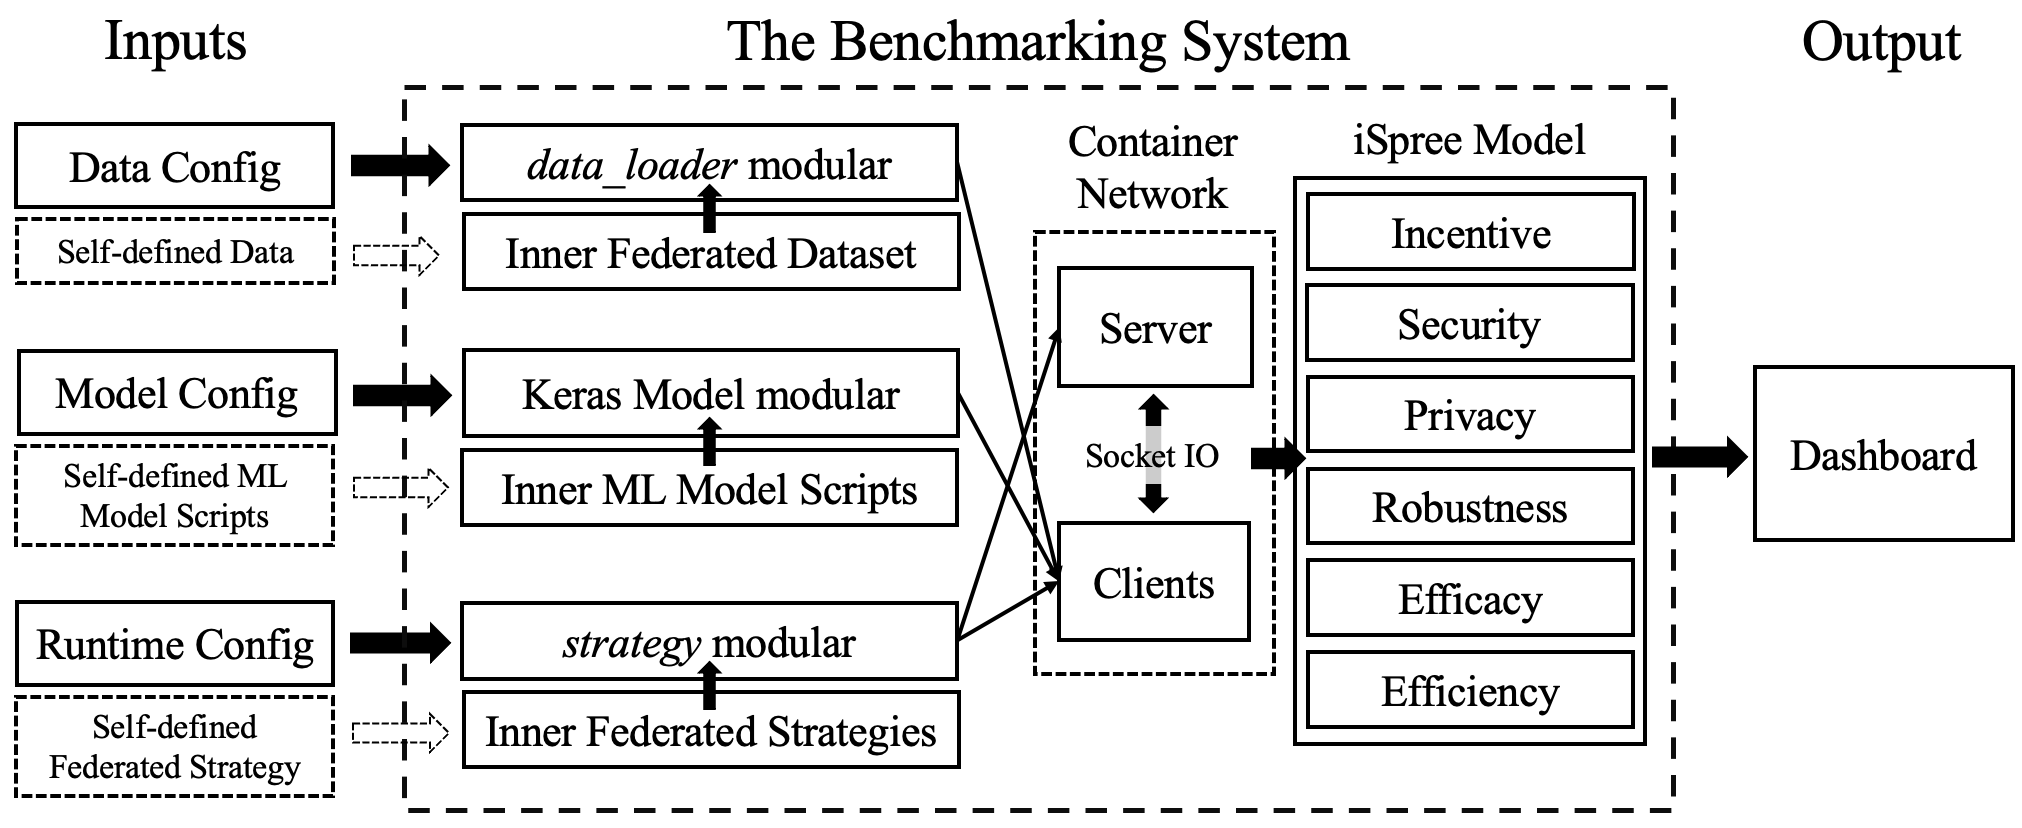 Inputs
The Benchmarking System
Output
Data Config
Self-defined Data
Model Config
Self-defined ML
Model Scripts
Runtime Config
Self-defined
Federated Strategy
data_loader modular
Inner Federated Dataset
Keras Model modular
Inner ML Model Scripts
strategy modular
Inner Federated Strategies
Container
Network
Server
Socket IO
Clients
iSpree Model
Incentive
Security
Privacy
Robustness
Efficacy
Efficiency
Dashboard